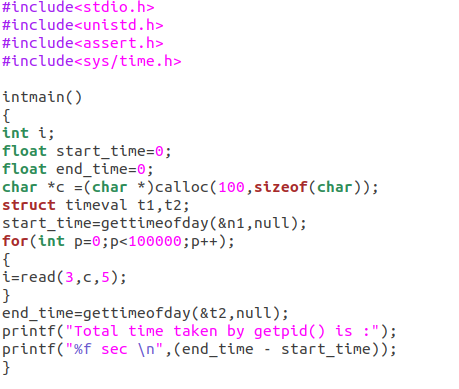 #include<stdio.h>
#include<unistd.h>
#include<assert.h>
#include<sys/time.h>
intmain()
{
int i;
float start_time=0;
float end_time=0;
char *c =(char *)calloc(100,sizeof(char));
struct timeval t1,t2;
start_time=gettimeofday(&n1,null);
for(int p=0;p<100000;p++);
{
i=read(3,c,5);
}
end_time=gettimeofday(&t2,null);
printf("Total time taken by getpid() is :");
printf("%f sec \n",(end_time - start_time));
}